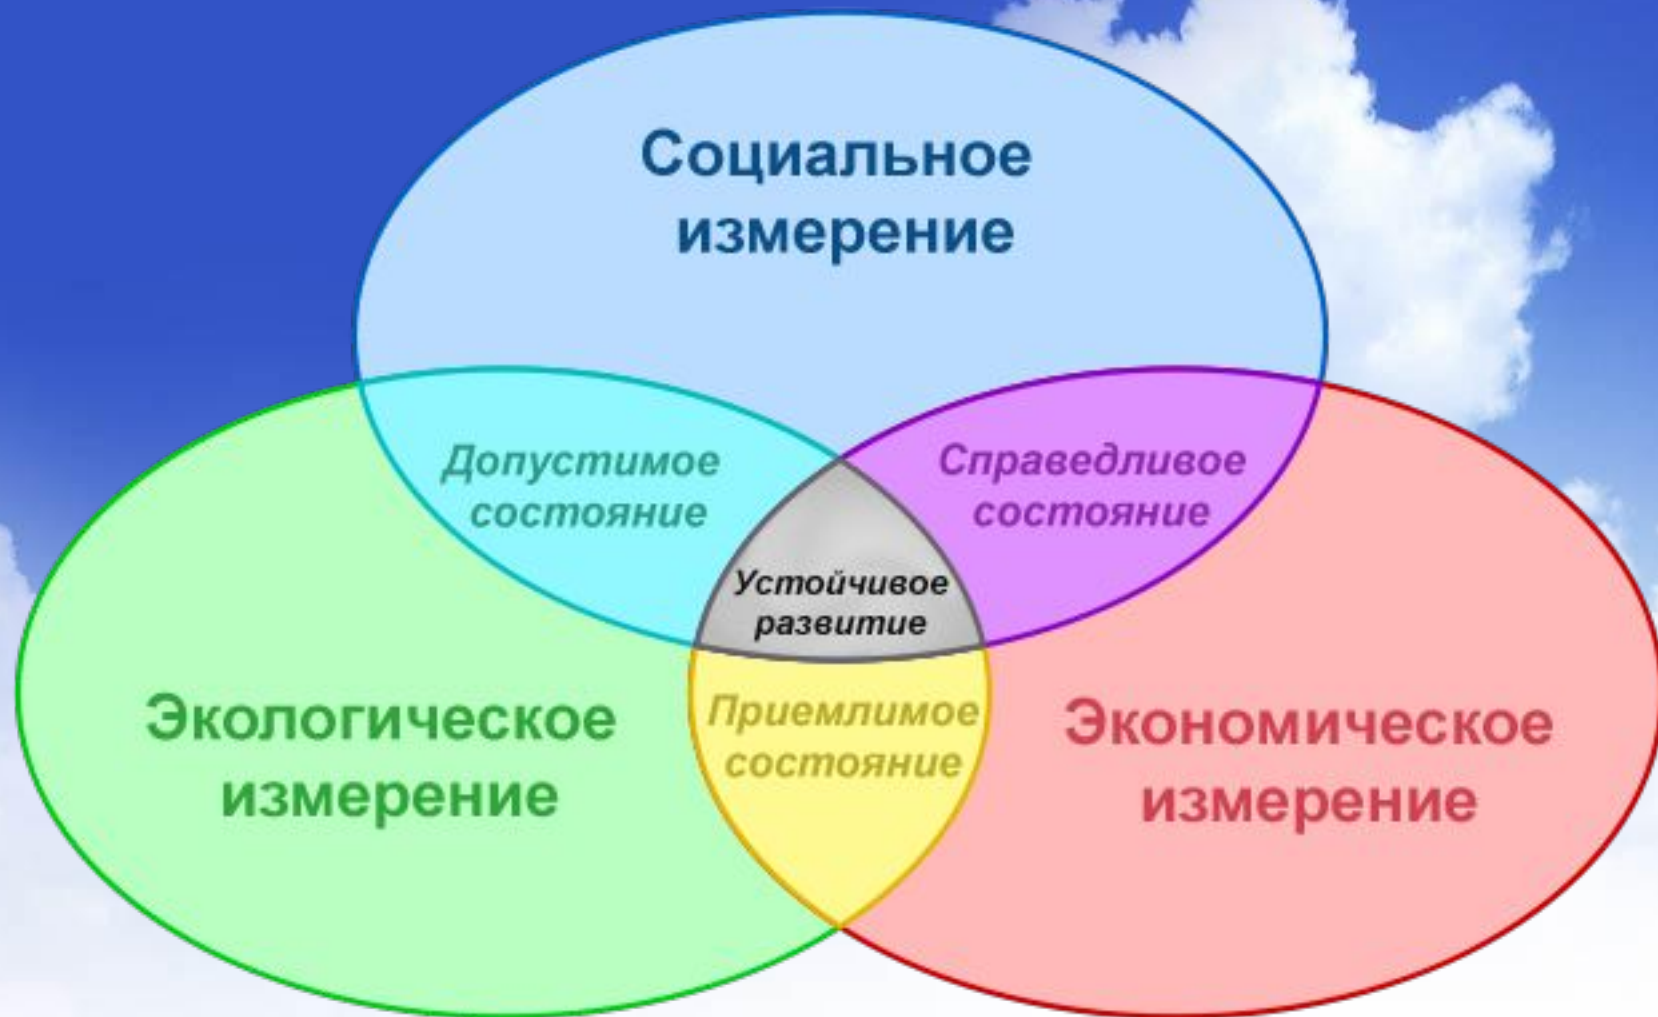 Социальное
измерение
Допустимое
состояние
Справедливое
состояние
Устойчивое
развитие
Экологическое
измерение
Приемлимое
состояние
Экономическое
измерение